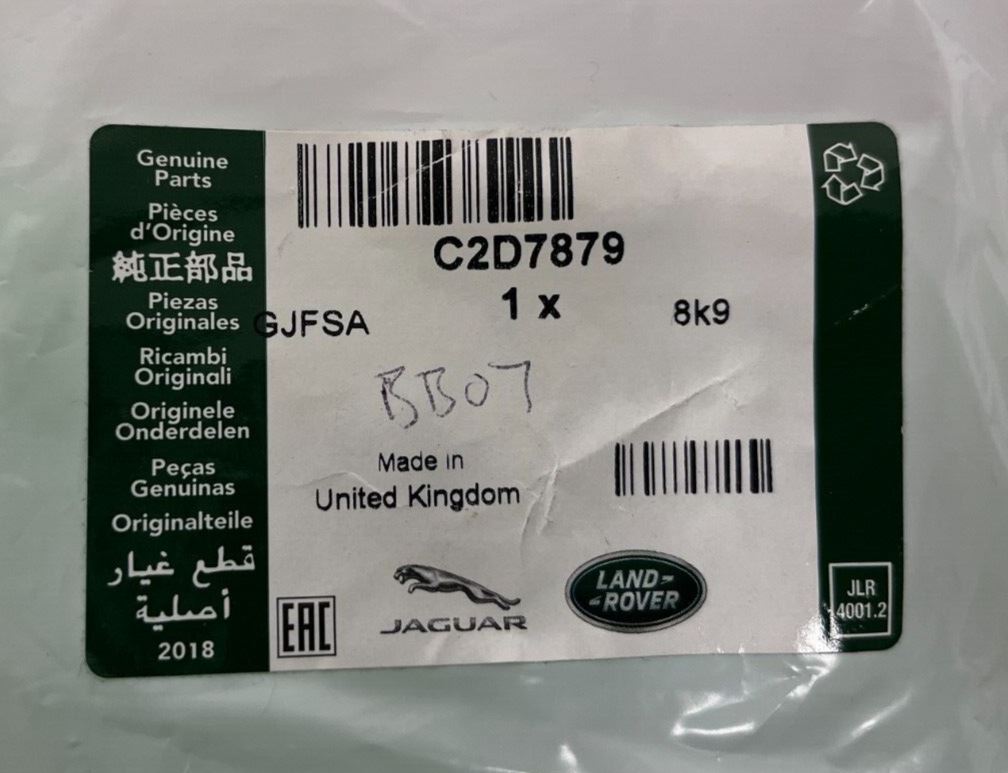 Genuine
Parts
Pièces
d'Origine
純正部品
Piezas
Originales
Ricambi
Originali
Originele
Onderdelen
Peças
Genuinas
Originalteile
قطع غيار
أصلية
2018
C2D7879
1 x
GJFSA
8k9
BB07
Made in
United Kingdom
EAC
JAGUAR
LAND-
-ROVER
JLR
4001.2